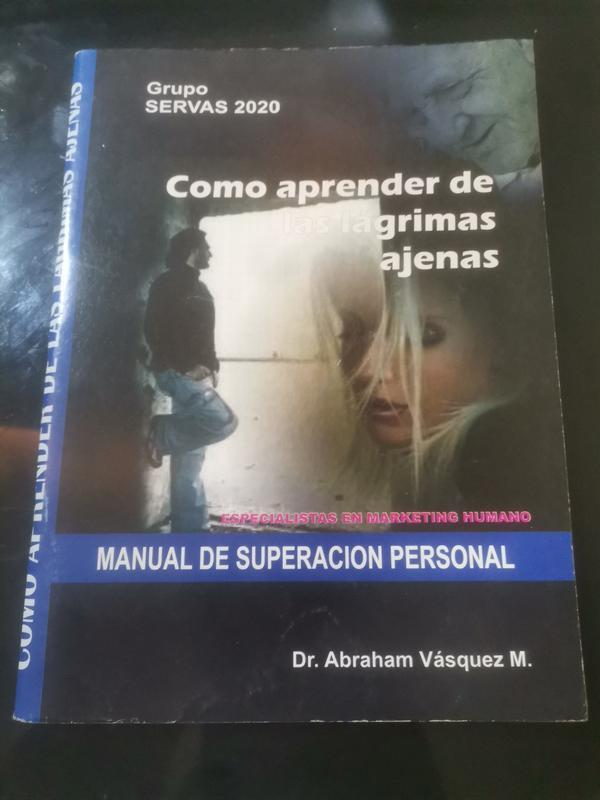 Grupo
SERVAS 2020
Como aprender de
las lágrimas
ajenas
ESPECIALISTAS EN MARKETING HUMANO
MANUAL DE SUPERACION PERSONAL
Dr. Abraham Vásquez M.
COMO APRENDER DE LAS LAGRIMAS AJENAS